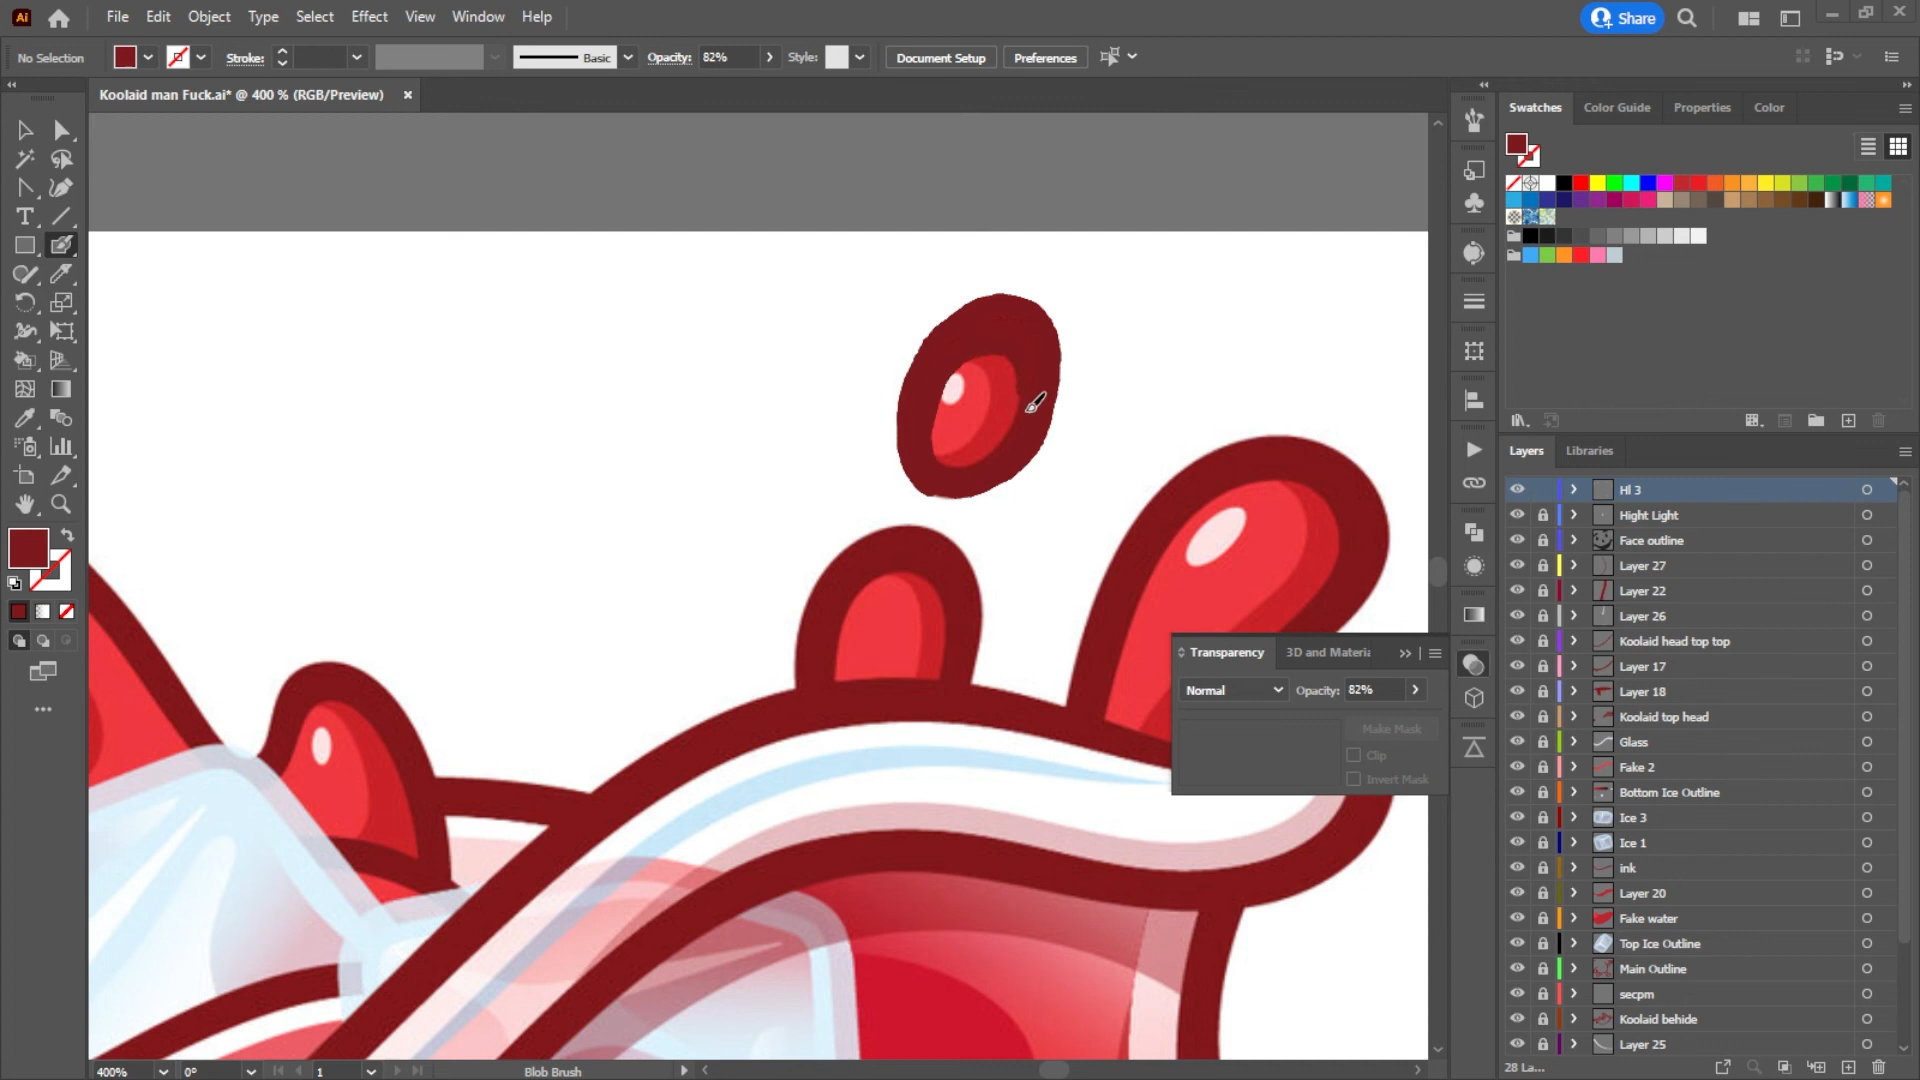 Ai File Edit Object Type Select Effect View Window Help Share
No Selection Stroke: Basic Opacity: 82% Style: Document Setup Preferences
Koolaid man Fuck.ai* @ 400 % (RGB/Preview) ×
Swatches Color Guide Properties Color
Layers Libraries
Hl 3
Hight Light
Face outline
Layer 27
Layer 22
Layer 26
Koolaid head top top
Layer 17
Layer 18
Koolaid top head
Glass
Fake 2
Bottom Ice Outline
Ice 3
Ice 1
ink
Layer 20
Fake water
Top Ice Outline
Main Outline
secpm
Koolaid behide
Layer 25
28 La...
Transparency 3D and Materia
Normal Opacity: 82%
Make Mask
Clip
Invert Mask
400% 0° 1 Blob Brush